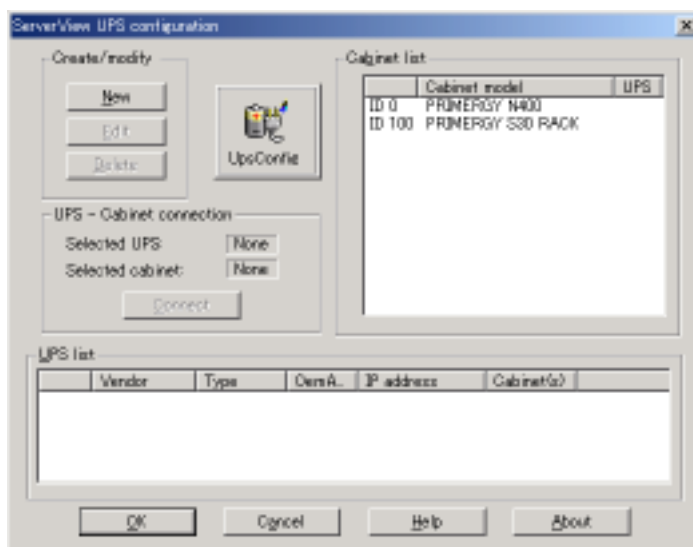 ServerView UPS configuration
Create/modify
New
Edit
Delete
UpsConfig
Cabinet list
Cabinet model UPS
ID 0 PRIMERGY N400
ID 100 PRIMERGY S30 RACK
UPS - Cabinet connection
Selected UPS: None
Selected cabinet: None
Connect
UPS list
Vendor Type OemA... IP address Cabinet(s)
OK Cancel Help About